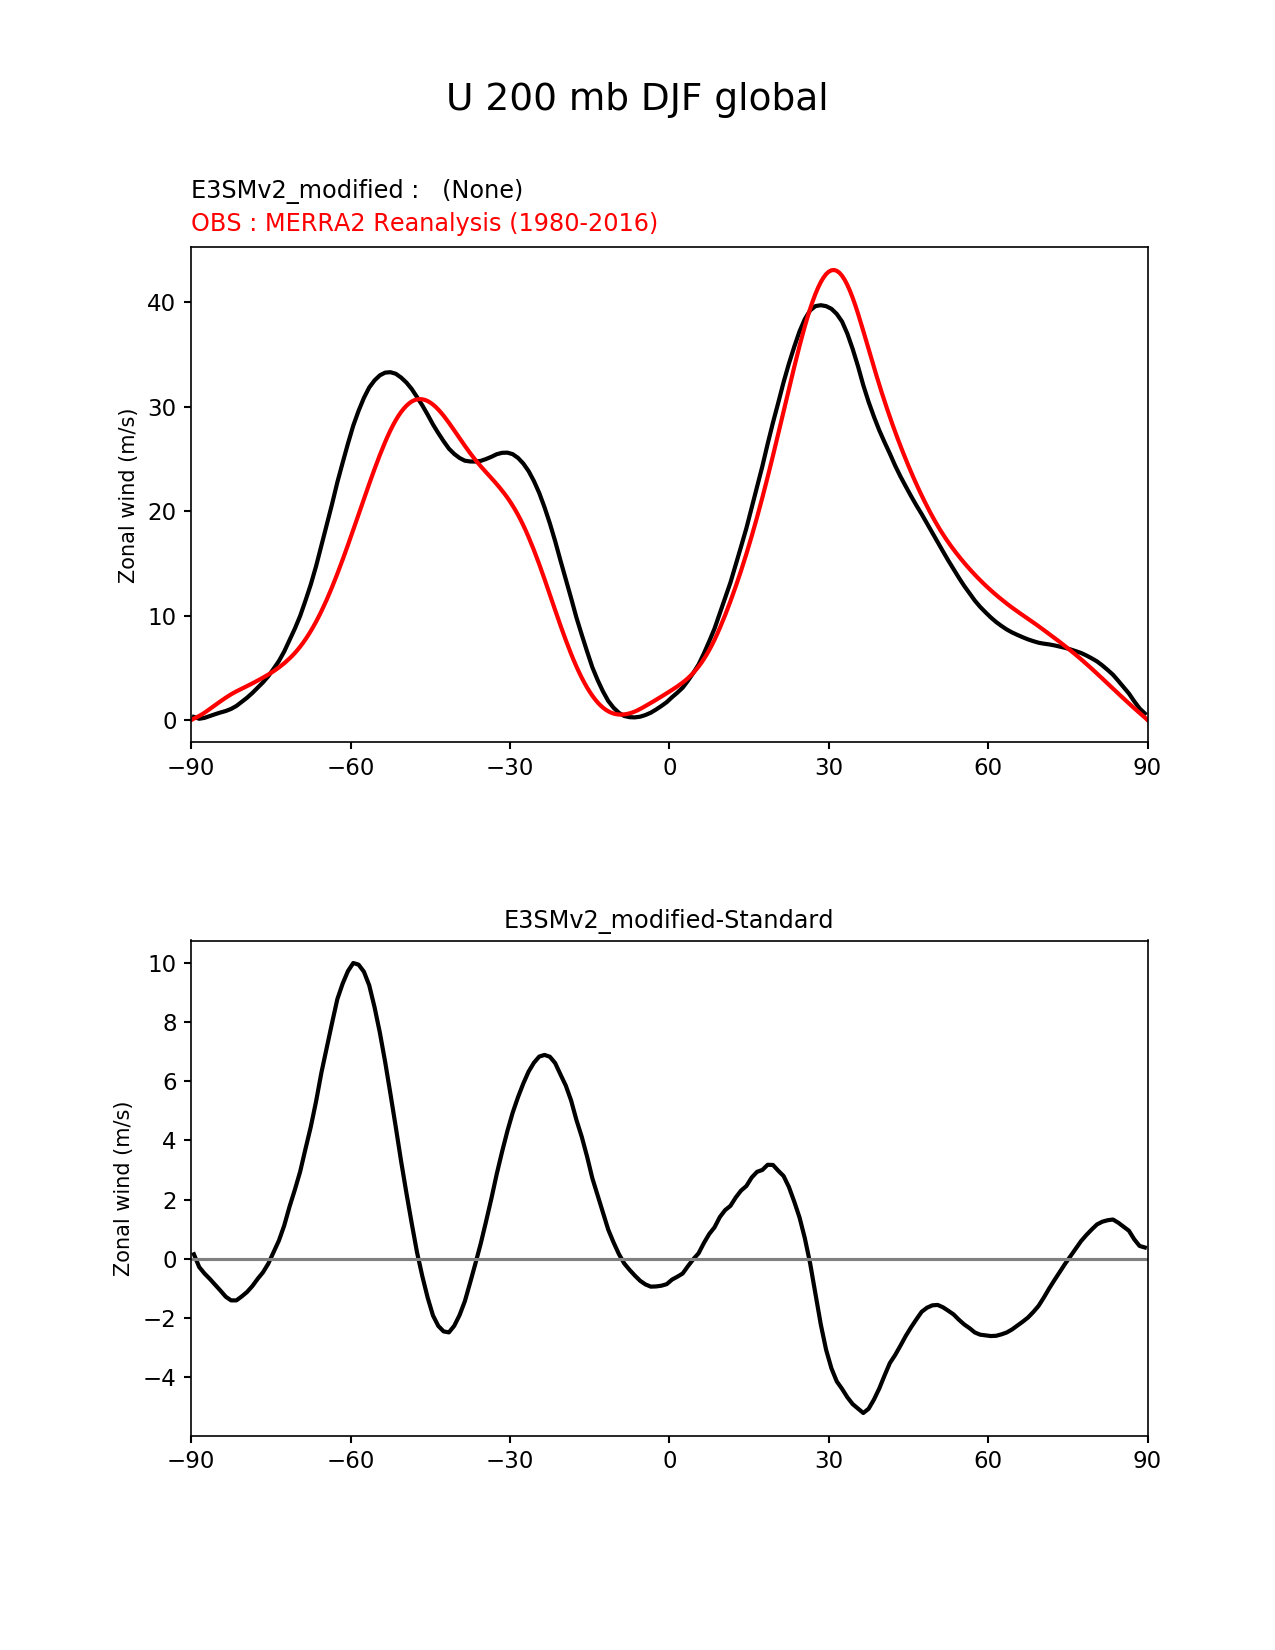 U 200 mb DJF global
E3SMv2_modified :   (None)
OBS : MERRA2 Reanalysis (1980-2016)
40
30
20
10
0
Zonal wind (m/s)
−90 −60 −30 0 30 60 90
E3SMv2_modified-Standard
10
8
6
4
2
0
−2
−4
Zonal wind (m/s)
−90 −60 −30 0 30 60 90